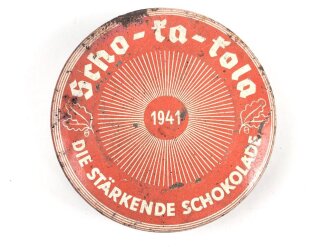 Scho-ka-kola
1941
DIE STÄRKENDE SCHOKOLADE